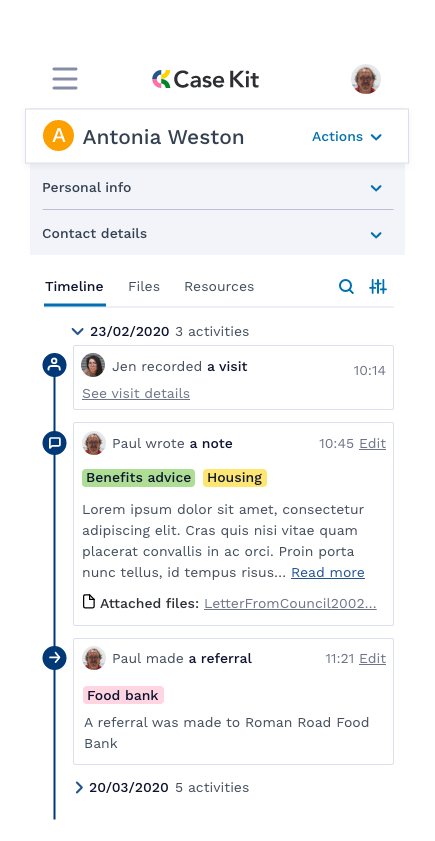 Case Kit
A Antonia Weston Actions
Personal info
Contact details
Timeline Files Resources
23/02/2020 3 activities
Jen recorded a visit 10:14
See visit details
Paul wrote a note 10:45 Edit
Benefits advice Housing
Lorem ipsum dolor sit amet, consectetur
adipiscing elit. Cras quis nisi vitae quam
placerat convallis in ac orci. Proin porta
nunc tellus, id tempus risus... Read more
Attached files: LetterFromCouncil2002...
Paul made a referral 11:21 Edit
Food bank
A referral was made to Roman Road Food
Bank
20/03/2020 5 activities